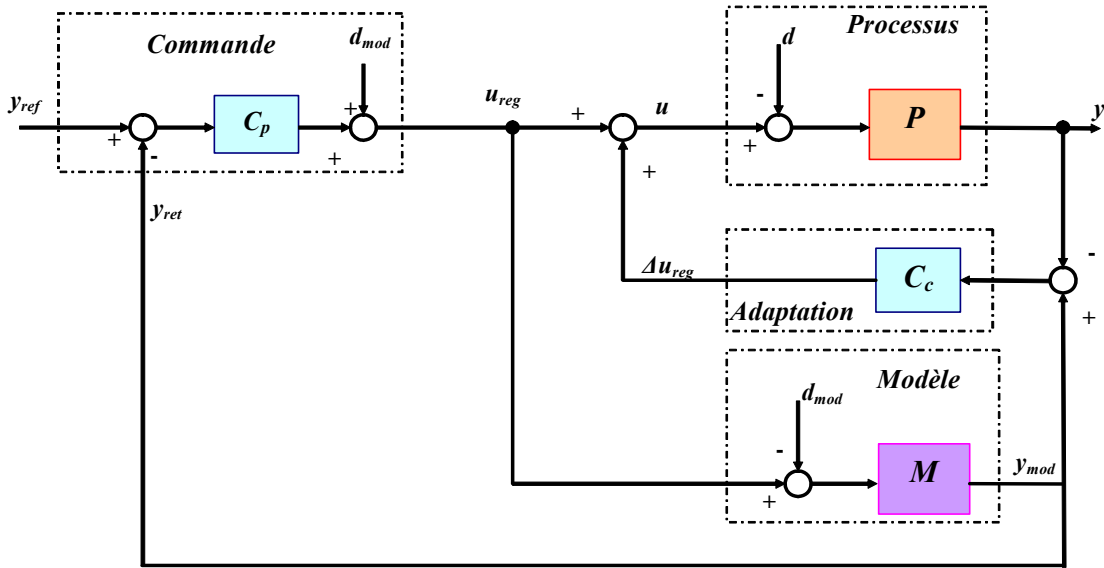 Commande
d_mod
Processus
d
y_ref
+
-
C_p
+
+
u_reg
+
u
+
-
+
P
y
y_ret
Δu_reg
C_c
-
+
Adaptation
Modèle
d_mod
-
+
M
y_mod